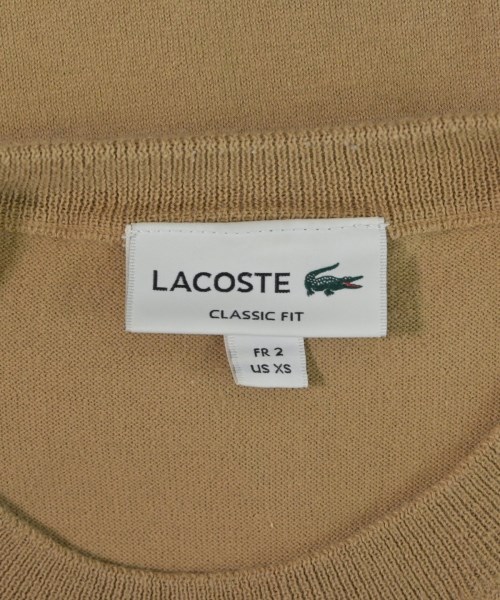 LACOSTE
CLASSIC FIT
FR 2
US XS